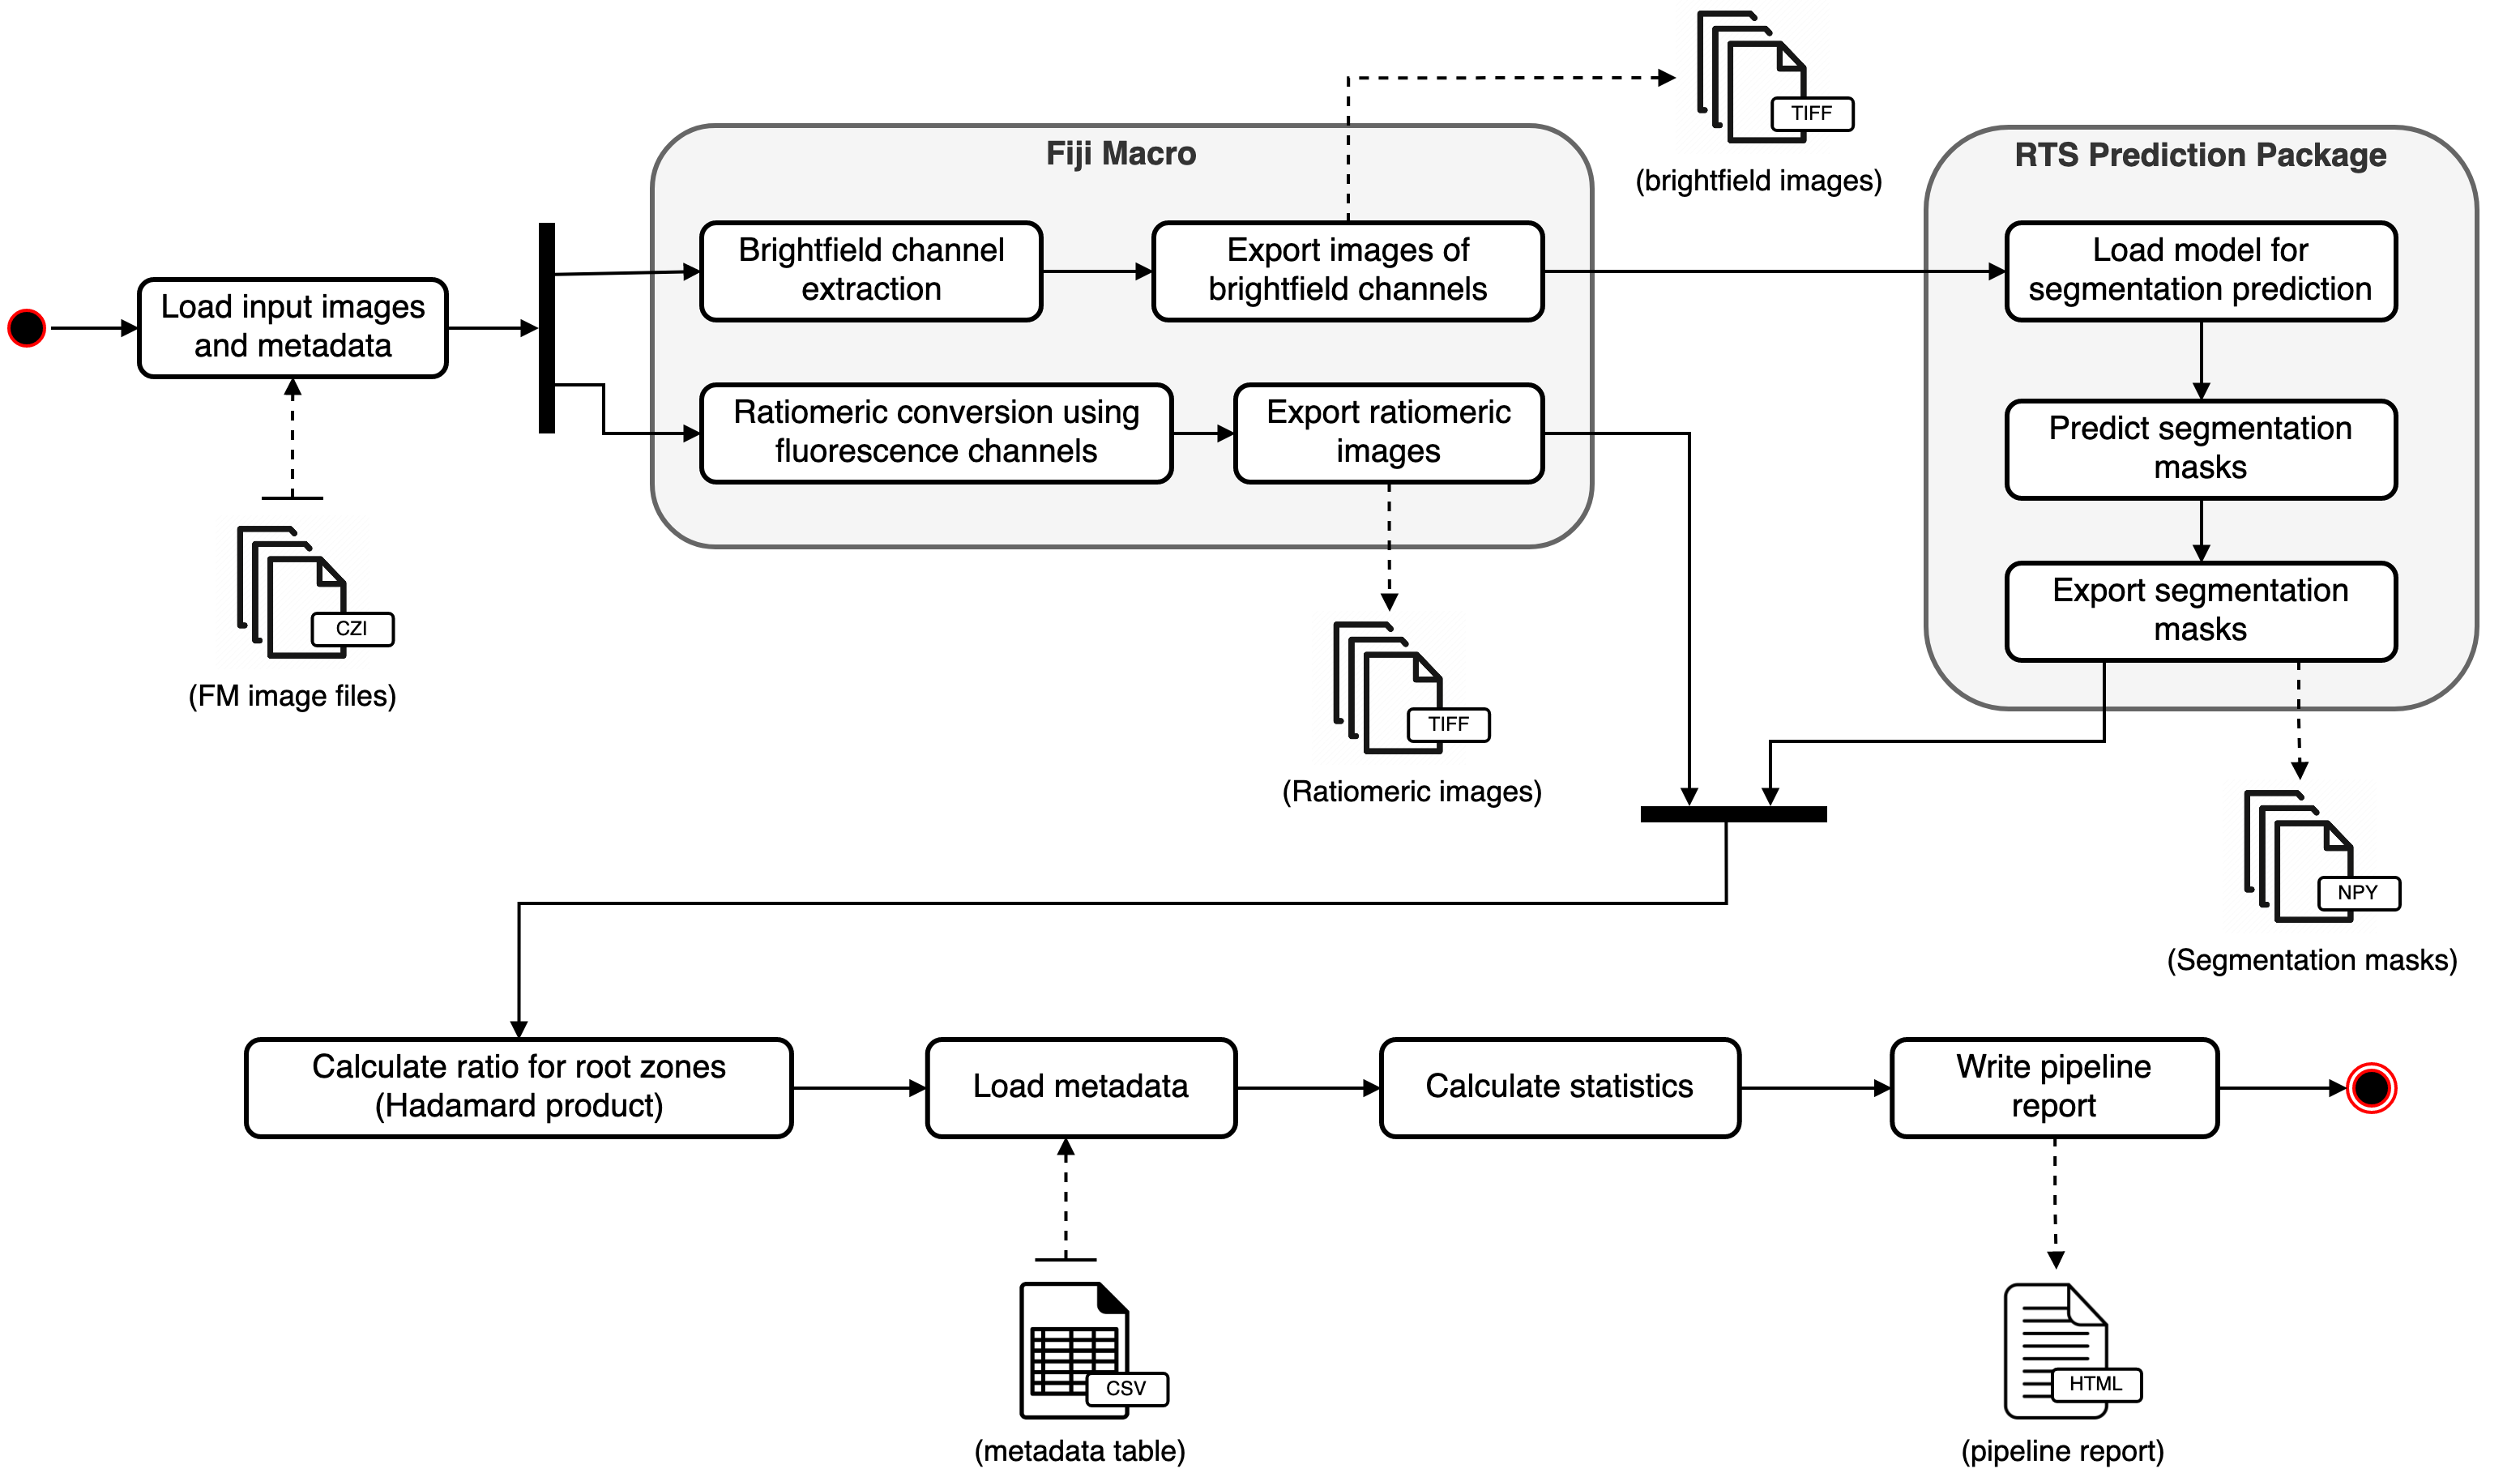 TIFF
(brightfield images)
Fiji Macro
RTS Prediction Package
Load input images
and metadata
Brightfield channel
extraction
Export images of
brightfield channels
Load model for
segmentation prediction
Ratiomeric conversion using
fluorescence channels
Export ratiomeric
images
Predict segmentation
masks
Export segmentation
masks
CZI
(FM image files)
TIFF
(Ratiomeric images)
NPY
(Segmentation masks)
Calculate ratio for root zones
(Hadamard product)
Load metadata
Calculate statistics
Write pipeline
report
CSV
(metadata table)
HTML
(pipeline report)